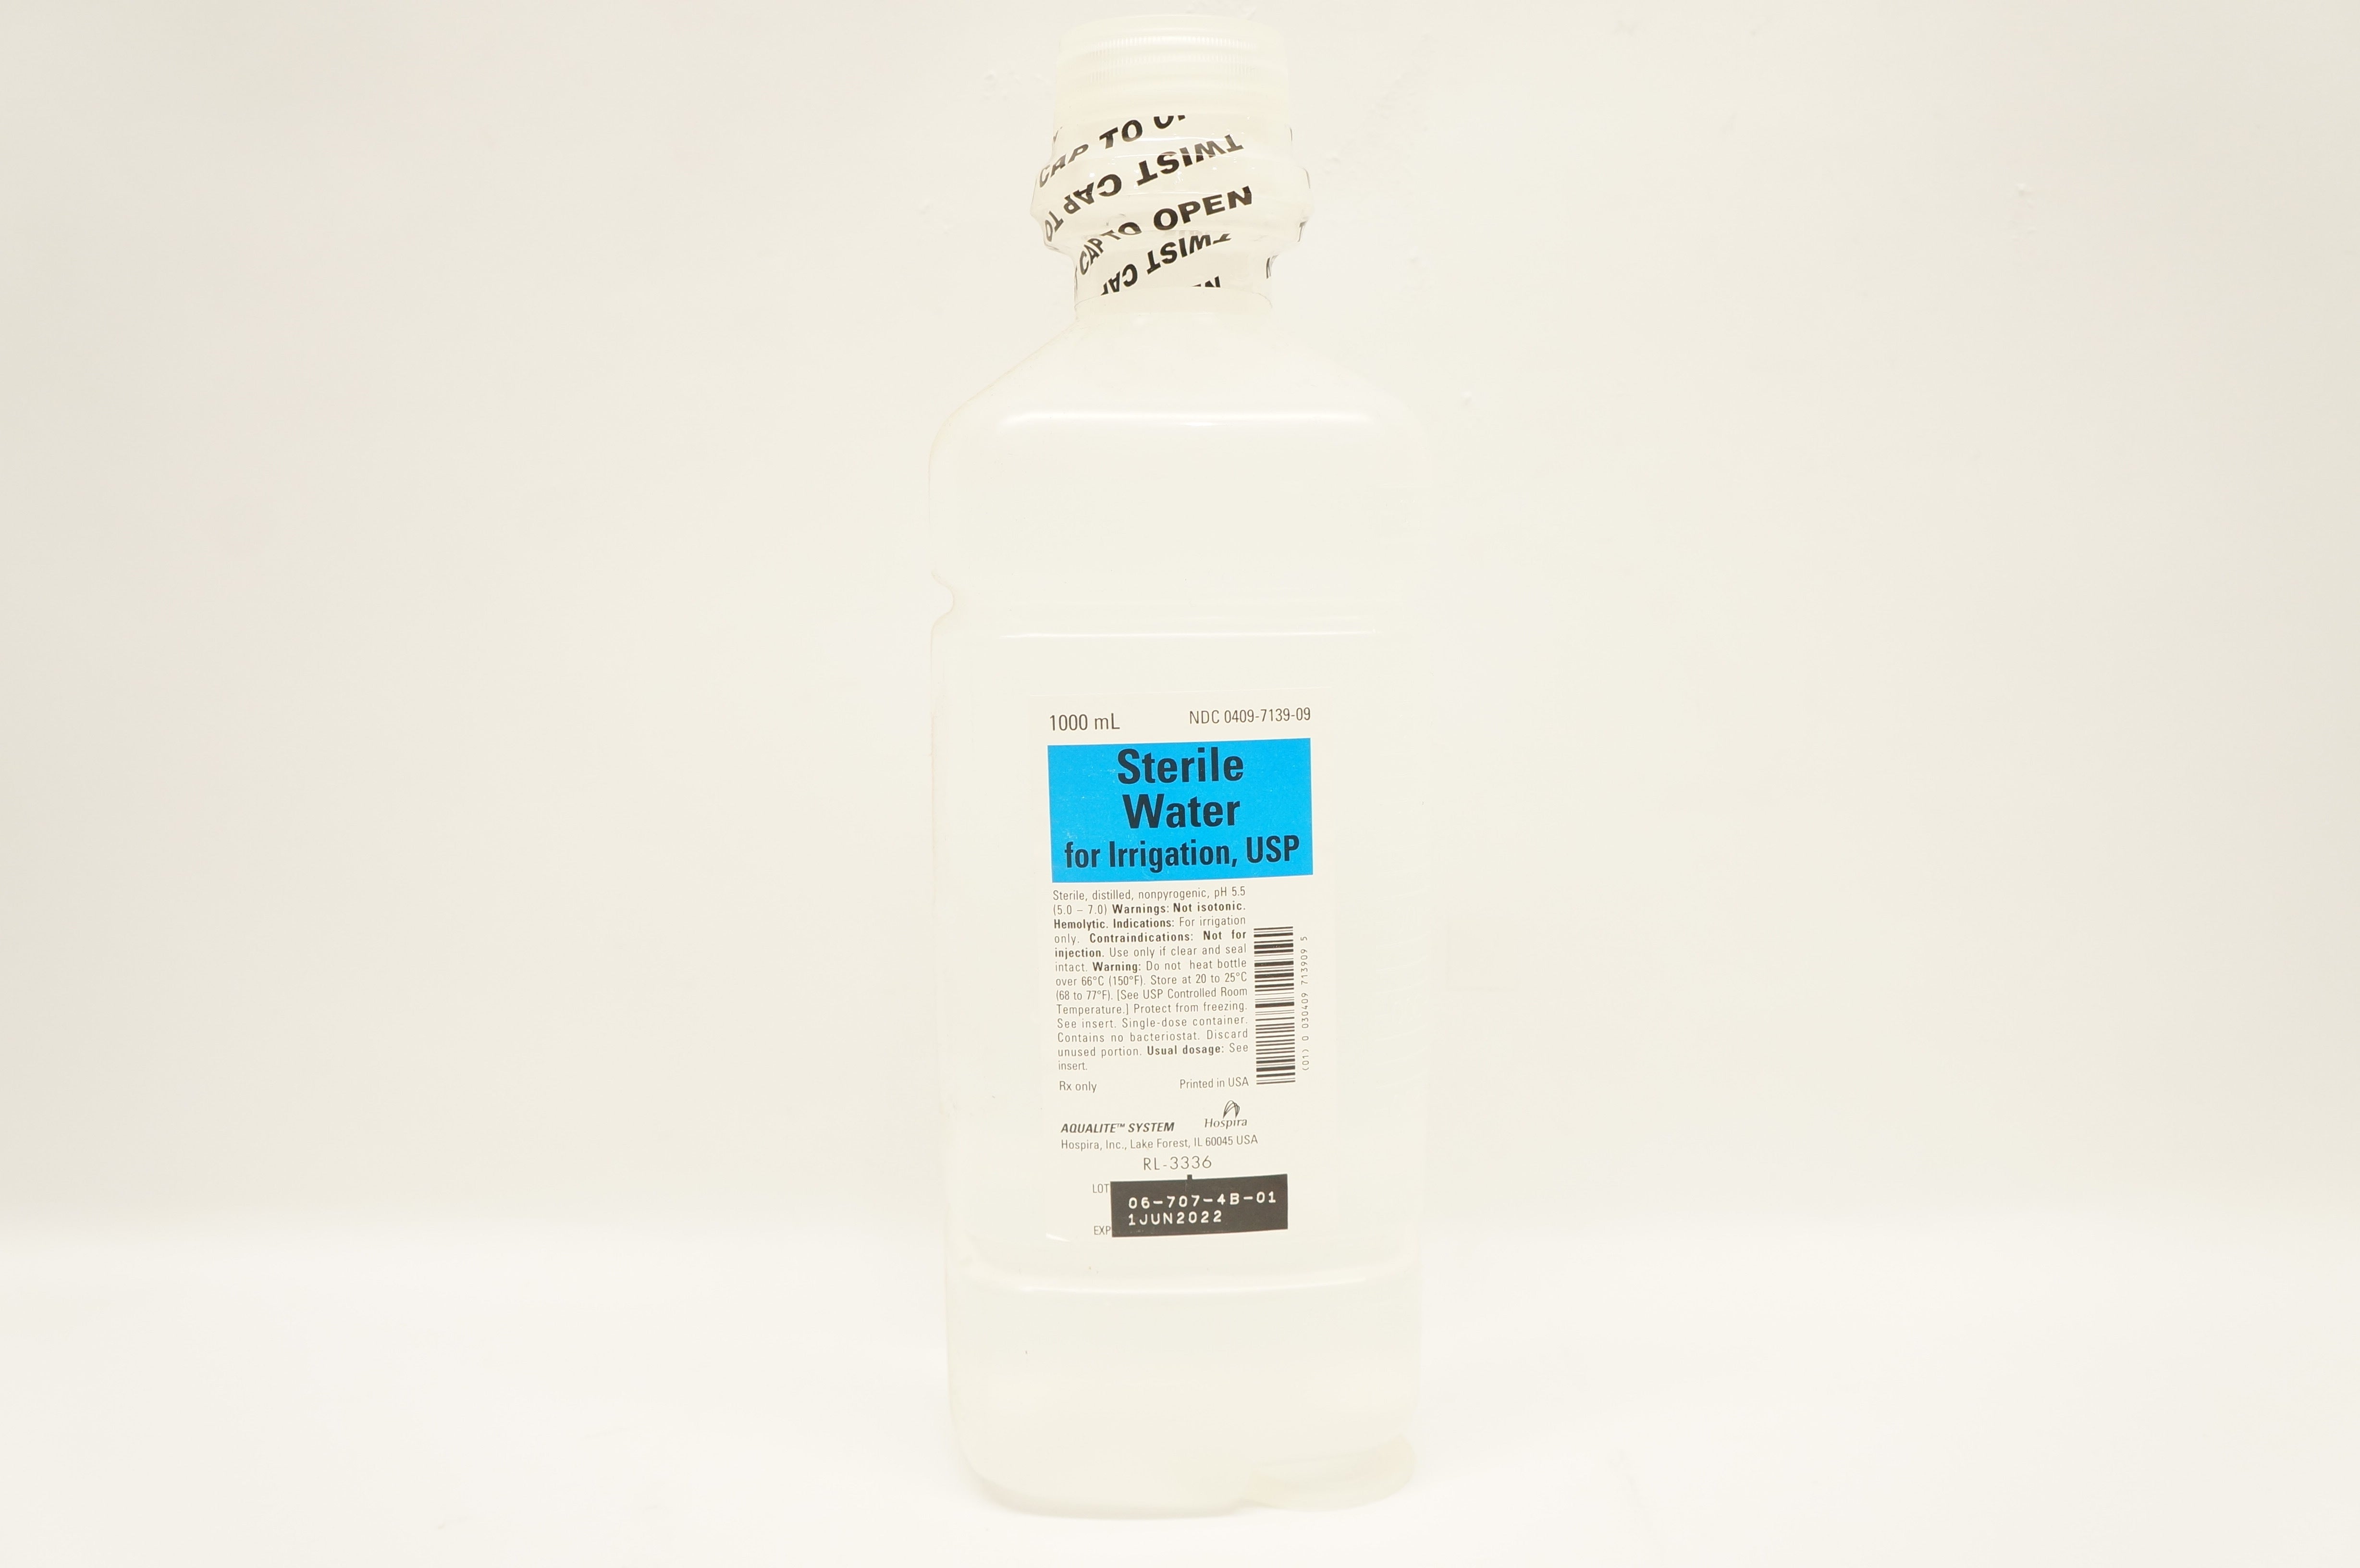 CAP TO
TWIST CAP TO
CAP TO OPEN
TWIST
1000 mL NDC 0409-7139-09
Sterile
Water
for Irrigation, USP
Sterile, distilled, nonpyrogenic, pH 5.5
(5.0 – 7.0) Warnings: Not isotonic.
Hemolytic. Indications: For irrigation
only. Contraindications: Not for
injection. Use only if clear and seal
intact. Warning: Do not heat bottle
over 66°C (150°F). Store at 20 to 25°C
(68 to 77°F). [See USP Controlled Room
Temperature.] Protect from freezing.
See insert. Single-dose container.
Contains no bacteriostat. Discard
unused portion. Usual dosage: See
insert.
(01) 0 030409 713909 5
Rx only Printed in USA
AQUALITE™ SYSTEM Hospira
Hospira, Inc., Lake Forest, IL 60045 USA
RL-3336
LOT 06-707-4B-01
EXP 1JUN2022